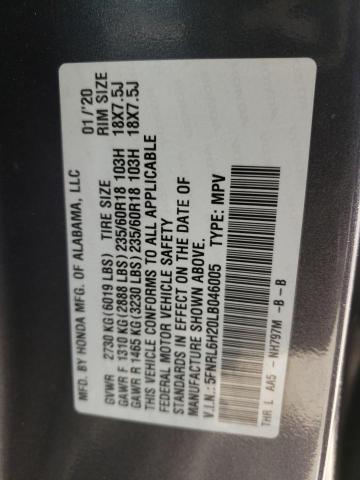 MFD. BY HONDA MFG. OF ALABAMA, LLC 01/'20
GVWR 2730 KG(6019 LBS) TIRE SIZE RIM SIZE
GAWR F 1310 KG(2888 LBS)235/60R18 103H 18X7.5J
GAWR R 1465 KG(3230 LBS)235/60R18 103H 18X7.5J
THIS VEHICLE CONFORMS TO ALL APPLICABLE
FEDERAL MOTOR VEHICLE SAFETY
STANDARDS IN EFFECT ON THE DATE OF
MANUFACTURE SHOWN ABOVE.
V.I.N.:5FNRL6H20LB046005 TYPE: MPV
THR L AA5- NH797M -B -B